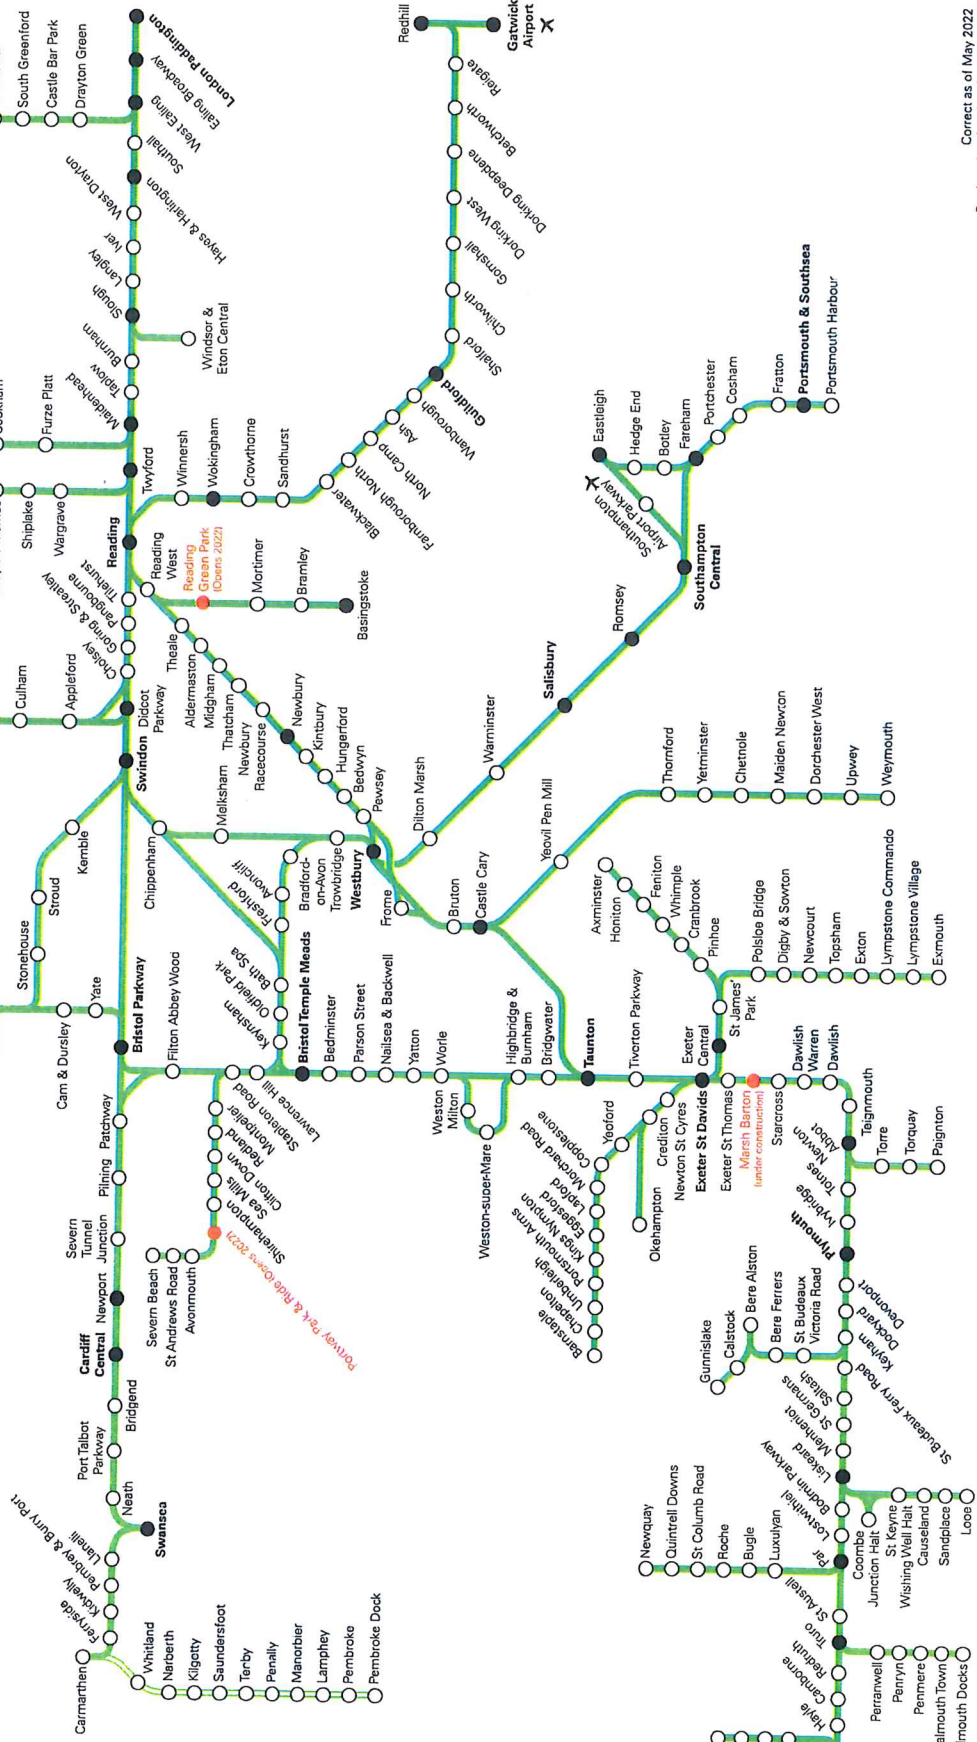 South Greenford
Castle Bar Park
Drayton Green
London Paddington
Ealing Broadway
West Ealing
Southall
Hayes & Harlington
West Drayton
Iver
Langley
Slough
Windsor &
Eton Central
Burnham
Taplow
Maidenhead
Furze Platt
Twyford
Shiplake
Wargrave
Reading
Winnersh
Wokingham
Crowthorne
Sandhurst
Blackwater
Farnborough North
North Camp
Ash
Wanborough
Guildford
Shalford
Chilworth
Gomshall
Dorking West
Dorking Deepdene
Betchworth
Reigate
Redhill
Gatwick
Airport
Correct as of May 2022
Reading
West
Reading
Green Park
(Opens 2022)
Mortimer
Bramley
Basingstoke
Tilehurst
Pangbourne
Goring & Streatley
Cholsey
Didcot
Parkway
Culham
Appleford
Swindon
Theale
Aldermaston
Midgham
Thatcham
Newbury
Racecourse
Newbury
Kintbury
Hungerford
Bedwyn
Pewsey
Kemble
Stroud
Stonehouse
Cam & Dursley
Yate
Chippenham
Melksham
Trowbridge
Bradford-
on-Avon
Avoncliff
Freshford
Bath Spa
Oldfield Park
Keynsham
Westbury
Dilton Marsh
Warminster
Salisbury
Romsey
Southampton
Central
Southampton
Airport Parkway
Eastleigh
Hedge End
Botley
Fareham
Portchester
Cosham
Fratton
Portsmouth & Southsea
Portsmouth Harbour
Frome
Bruton
Castle Cary
Yeovil Pen Mill
Thornford
Yetminster
Chetnole
Maiden Newton
Dorchester West
Upwey
Weymouth
Bristol Parkway
Filton Abbey Wood
Patchway
Pilning
Severn
Tunnel
Junction
Newport
Cardiff
Central
Bridgend
Port Talbot
Parkway
Neath
Swansea
Llanelli
Pembrey & Burry Port
Kidwelly
Ferryside
Carmarthen
Whitland
Narberth
Kilgetty
Saundersfoot
Tenby
Penally
Manorbier
Lamphey
Pembroke
Pembroke Dock
Lawrence Hill
Stapleton Road
Montpelier
Redland
Clifton Down
Sea Mills
Shirehampton
Portway Park & Ride (Opens 2022)
Avonmouth
St Andrews Road
Severn Beach
Bristol Temple Meads
Bedminster
Parson Street
Nailsea & Backwell
Yatton
Worle
Weston
Milton
Weston-super-Mare
Highbridge &
Burnham
Bridgwater
Taunton
Tiverton Parkway
Exeter
Central
St James'
Park
Pinhoe
Cranbrook
Whimple
Feniton
Honiton
Axminster
Polsloe Bridge
Digby & Sowton
Newcourt
Topsham
Exton
Lympstone Commando
Lympstone Village
Exmouth
Exeter St Davids
Newton St Cyres
Crediton
Yeoford
Okehampton
Copplestone
Morchard Road
Lapford
Eggesford
Kings Nympton
Portsmouth Arms
Umberleigh
Chapelton
Barnstaple
Exeter St Thomas
Marsh Barton
(under construction)
Starcross
Dawlish
Warren
Dawlish
Teignmouth
Newton
Abbot
Torre
Torquay
Paignton
Totnes
Ivybridge
Plymouth
Devonport
Dockyard
Keyham
St Budeaux Ferry Road
St Budeaux
Victoria Road
Bere Ferrers
Bere Alston
Calstock
Gunnislake
Saltash
St Germans
Menheniot
Liskeard
Coombe
Junction Halt
St Keyne
Wishing Well Halt
Causeland
Sandplace
Looe
Bodmin Parkway
Lostwithiel
Par
Luxulyan
Bugle
Roche
St Columb Road
Quintrell Downs
Newquay
St Austell
Truro
Perranwell
Penryn
Penmere
almouth Town
lmouth Docks
Redruth
Camborne
Hayle